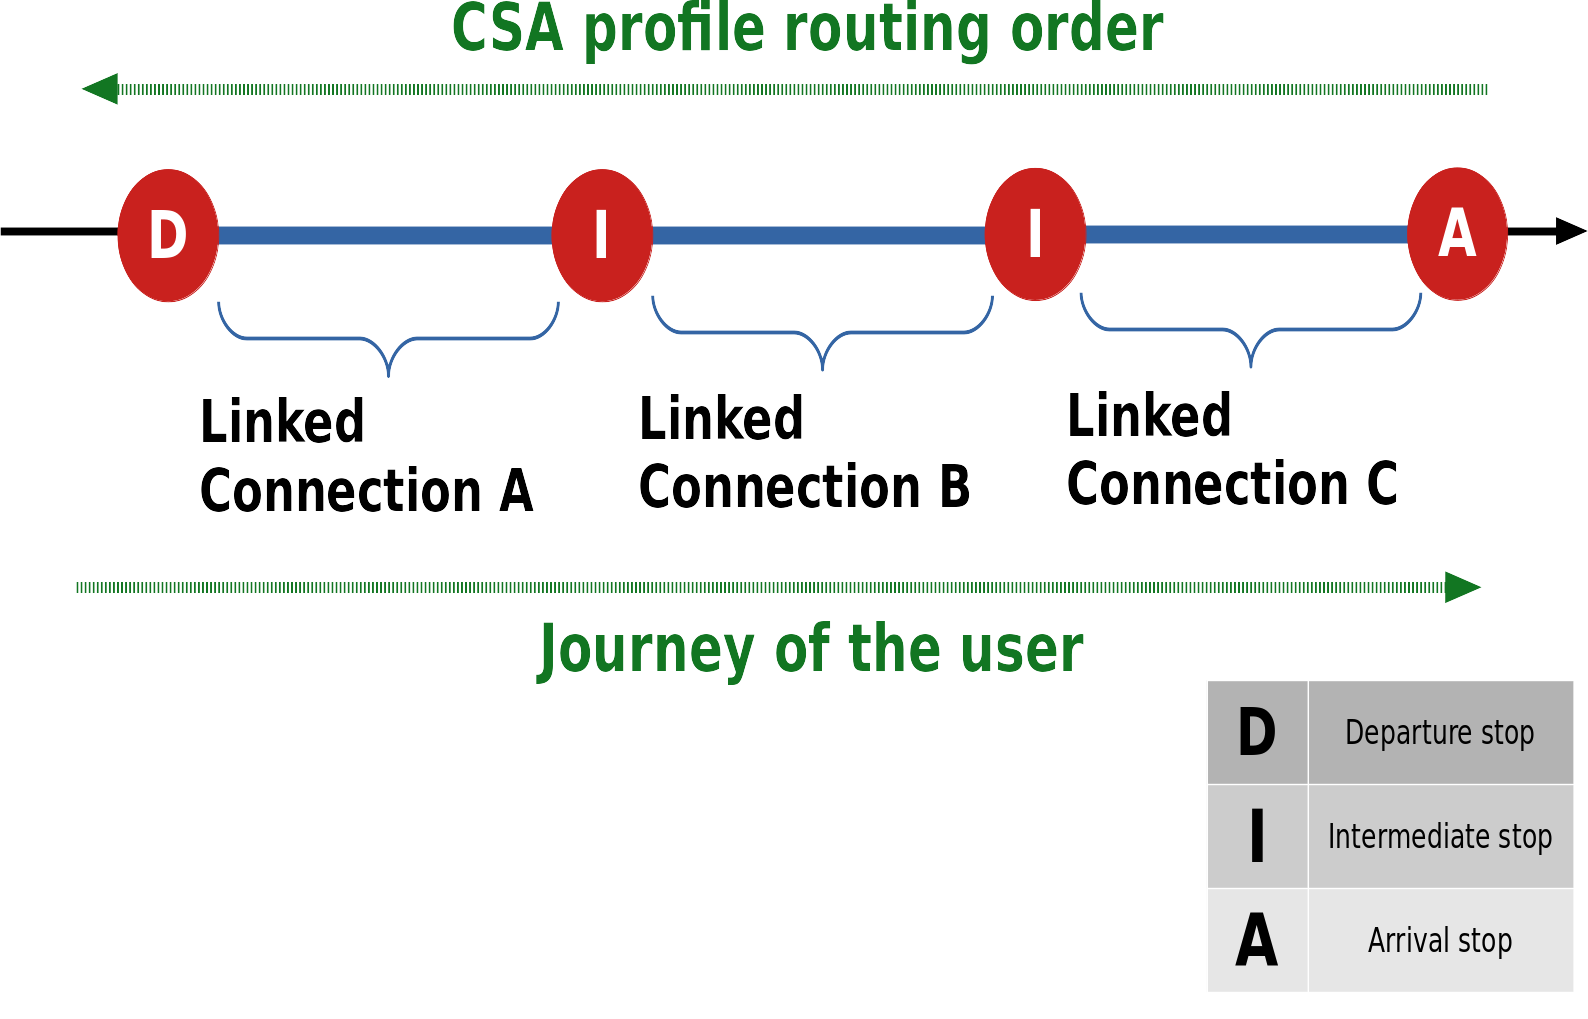 CSA profile routing order
D
I
I
A
Linked
Connection A
Linked
Connection B
Linked
Connection C
Journey of the user
D Departure stop
I Intermediate stop
A Arrival stop